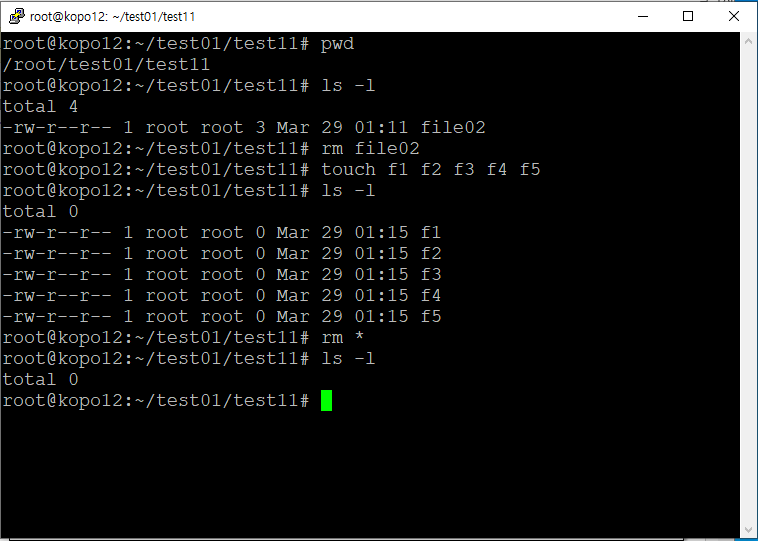 root@kopo12: ~/test01/test11
root@kopo12:~/test01/test11# pwd
/root/test01/test11
root@kopo12:~/test01/test11# ls -l
total 4
-rw-r--r-- 1 root root 3 Mar 29 01:11 file02
root@kopo12:~/test01/test11# rm file02
root@kopo12:~/test01/test11# touch f1 f2 f3 f4 f5
root@kopo12:~/test01/test11# ls -l
total 0
-rw-r--r-- 1 root root 0 Mar 29 01:15 f1
-rw-r--r-- 1 root root 0 Mar 29 01:15 f2
-rw-r--r-- 1 root root 0 Mar 29 01:15 f3
-rw-r--r-- 1 root root 0 Mar 29 01:15 f4
-rw-r--r-- 1 root root 0 Mar 29 01:15 f5
root@kopo12:~/test01/test11# rm *
root@kopo12:~/test01/test11# ls -l
total 0
root@kopo12:~/test01/test11#